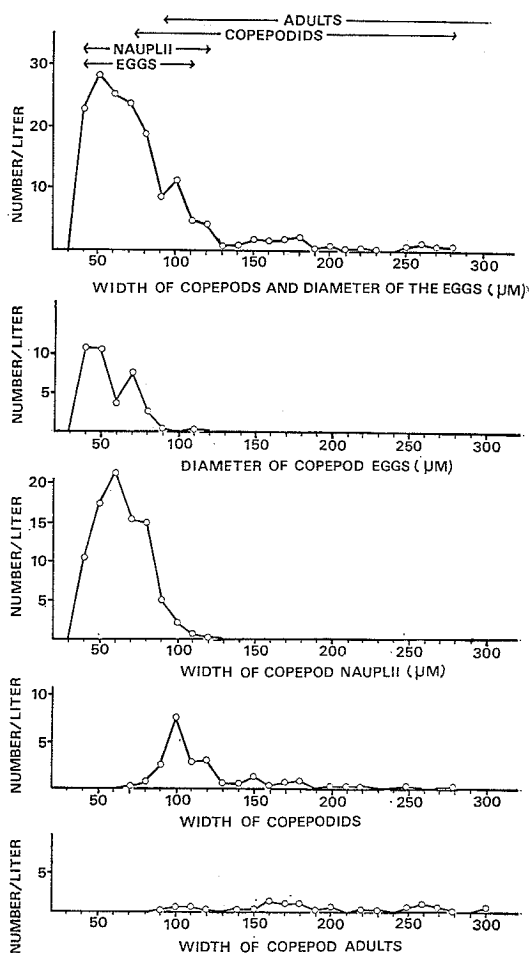 ADULTS
COPEPODIDS
NAUPLII
EGGS
NUMBER/LITER
30
20
10
50 100 150 200 250 300
WIDTH OF COPEPODS AND DIAMETER OF THE EGGS (µM)
NUMBER/LITER
10
5
50 100 150 200 250 300
DIAMETER OF COPEPOD EGGS (µM)
NUMBER/LITER
20
15
10
5
50 100 150 200 250 300
WIDTH OF COPEPOD NAUPLII (µM)
NUMBER/LITER
10
5
50 100 150 200 250 300
WIDTH OF COPEPODIDS
NUMBER/LITER
5
50 100 150 200 250 300
WIDTH OF COPEPOD ADULTS